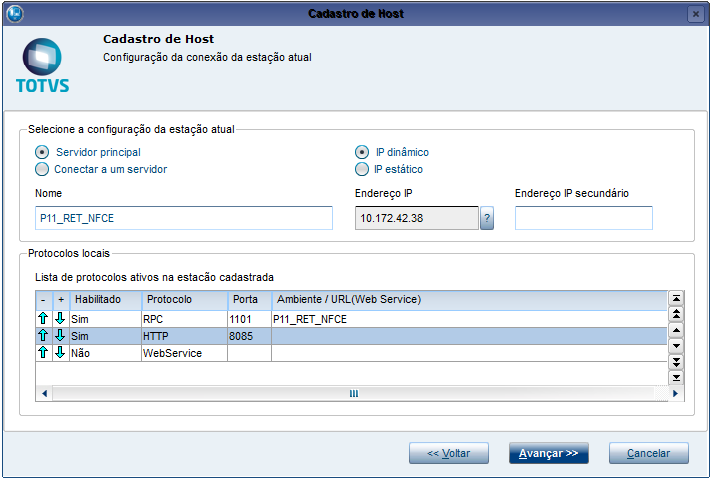 Cadastro de Host
TOTVS
Cadastro de Host
Configuração da conexão da estação atual
Selecione a configuração da estação atual
Servidor principal
IP dinâmico
Conectar a um servidor
IP estático
Nome
Endereço IP
Endereço IP secundário
P11_RET_NFCE
10.172.42.38
?
Protocolos locais
Lista de protocolos ativos na estacão cadastrada
- + Habilitado Protocolo Porta Ambiente / URL(Web Service)
Sim RPC 1101 P11_RET_NFCE
Sim HTTP 8085
Não WebService
<< Voltar
Avançar >>
Cancelar